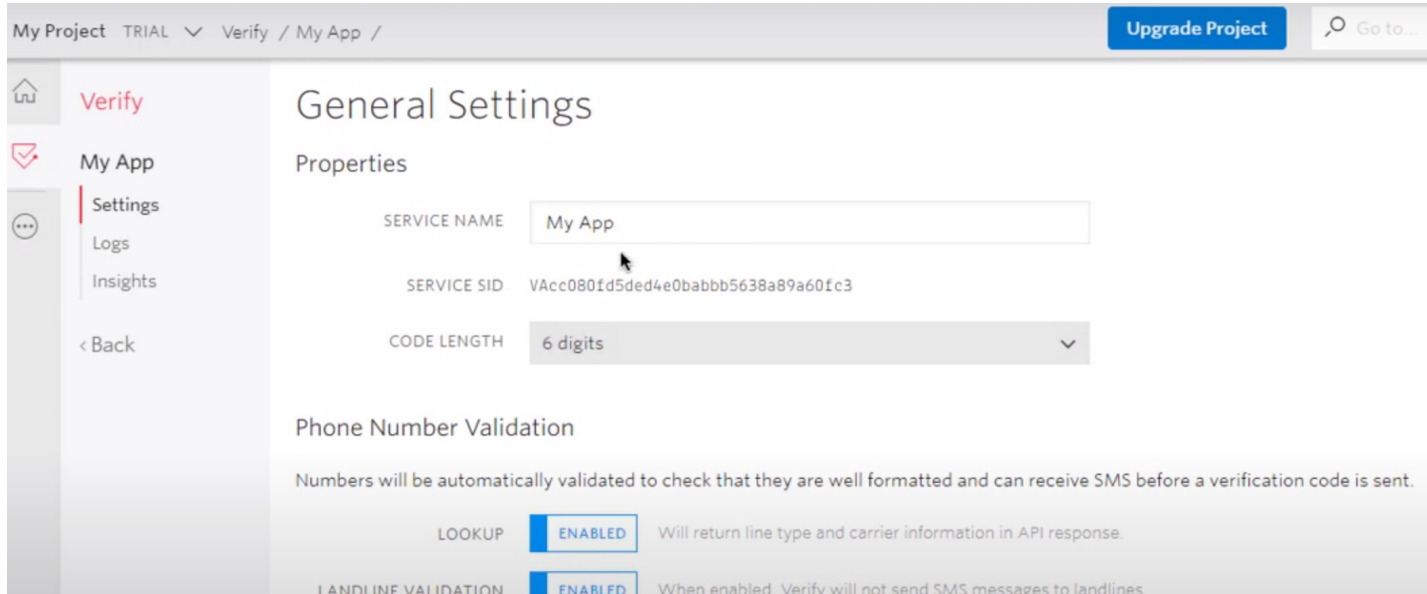 My Project TRIAL Verify / My App / Upgrade Project Go to...
Verify
General Settings
My App
Properties
Settings
SERVICE NAME My App
Logs
Insights
SERVICE SID VAcc080fd5ded4e0babbb5638a89a60fc3
CODE LENGTH 6 digits
< Back
Phone Number Validation
Numbers will be automatically validated to check that they are well formatted and can receive SMS before a verification code is sent.
LOOKUP ENABLED Will return line type and carrier information in API response.
LANDLINE VALIDATION ENABLED When enabled, Verify will not send SMS messages to landlines